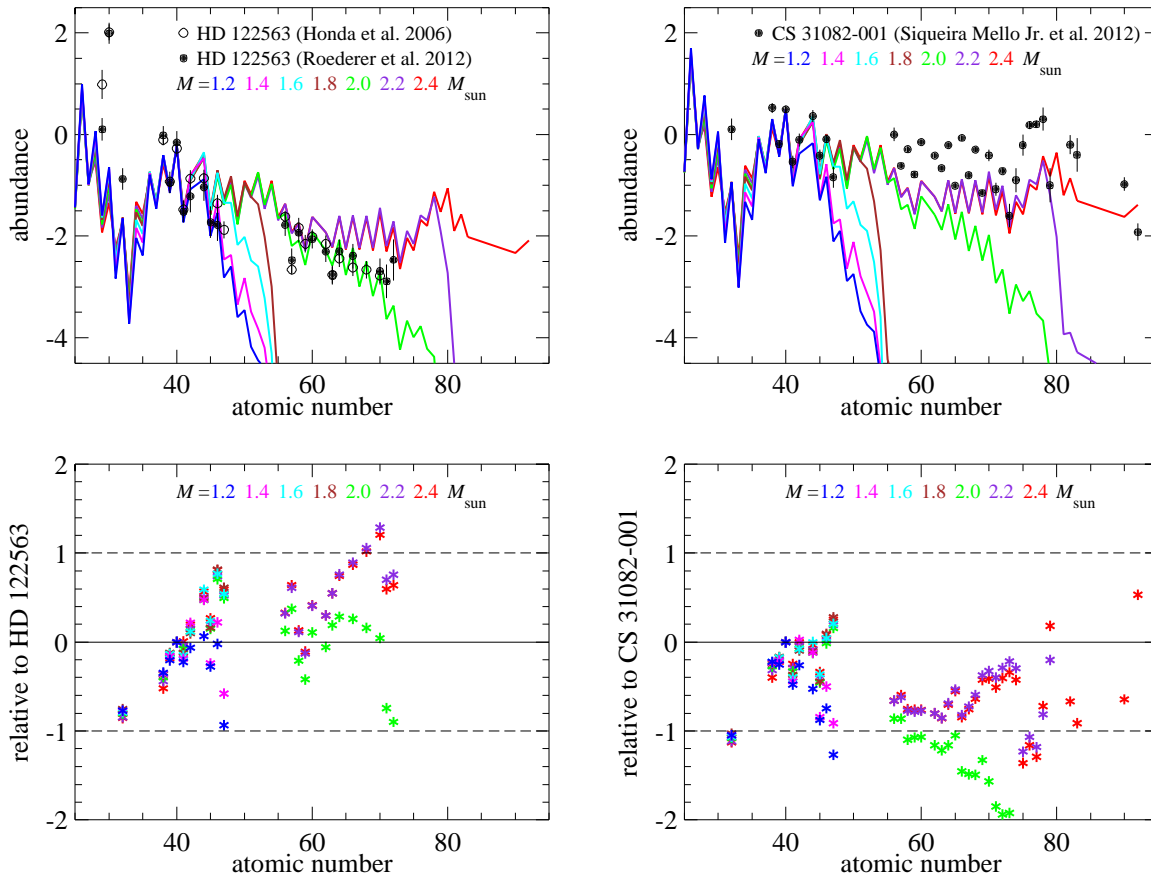 HD 122563 (Honda et al. 2006)
HD 122563 (Roederer et al. 2012)
M =1.2 1.4 1.6 1.8 2.0 2.2 2.4 Msun
2
0
-2
-4
abundance
40 60 80
atomic number
CS 31082-001 (Siqueira Mello Jr. et al. 2012)
M =1.2 1.4 1.6 1.8 2.0 2.2 2.4 Msun
2
0
-2
-4
abundance
40 60 80
atomic number
M =1.2 1.4 1.6 1.8 2.0 2.2 2.4 Msun
2
1
0
-1
-2
relative to HD 122563
40 60 80
atomic number
M =1.2 1.4 1.6 1.8 2.0 2.2 2.4 Msun
2
1
0
-1
-2
relative to CS 31082-001
40 60 80
atomic number